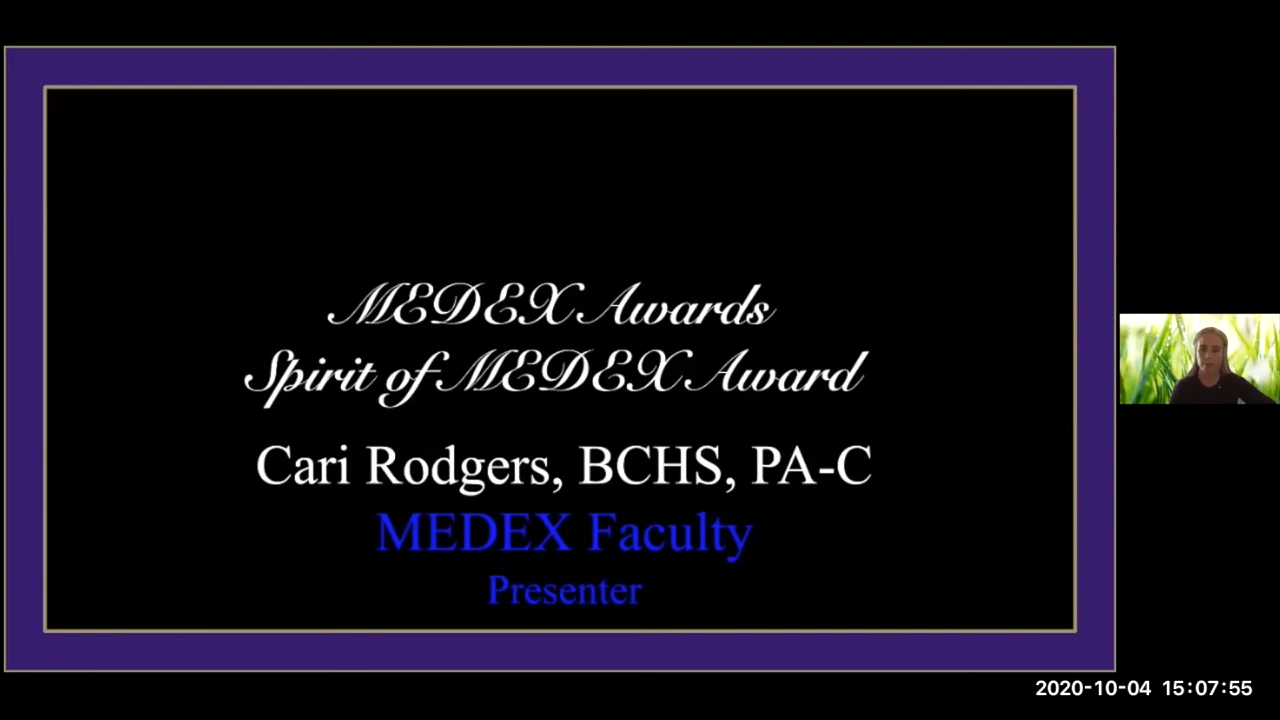 MEDEX Awards
Spirit of MEDEX Award
Cari Rodgers, BCHS, PA-C
MEDEX Faculty
Presenter
2020-10-04 15:07:55